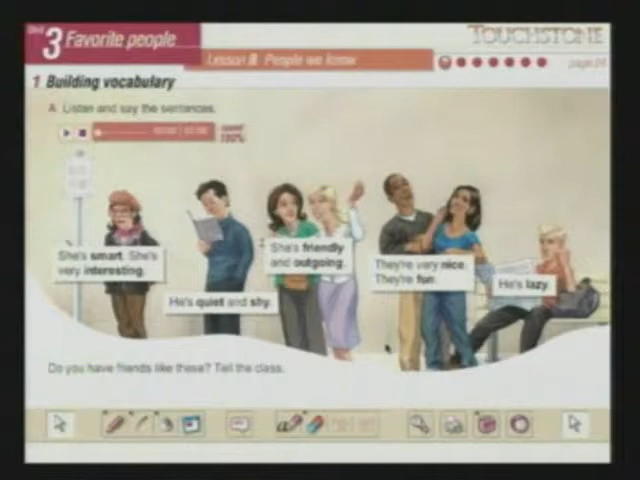 Unit
3 Favorite people
TOUCHSTONE
Lesson B People we know
1 Building vocabulary
A Listen and say the sentences.
100%
She's smart. She's
very interesting.
He's quiet and shy.
She's friendly
and outgoing.
They're very nice.
They're fun.
He's lazy.
Do you have friends like these? Tell the class.